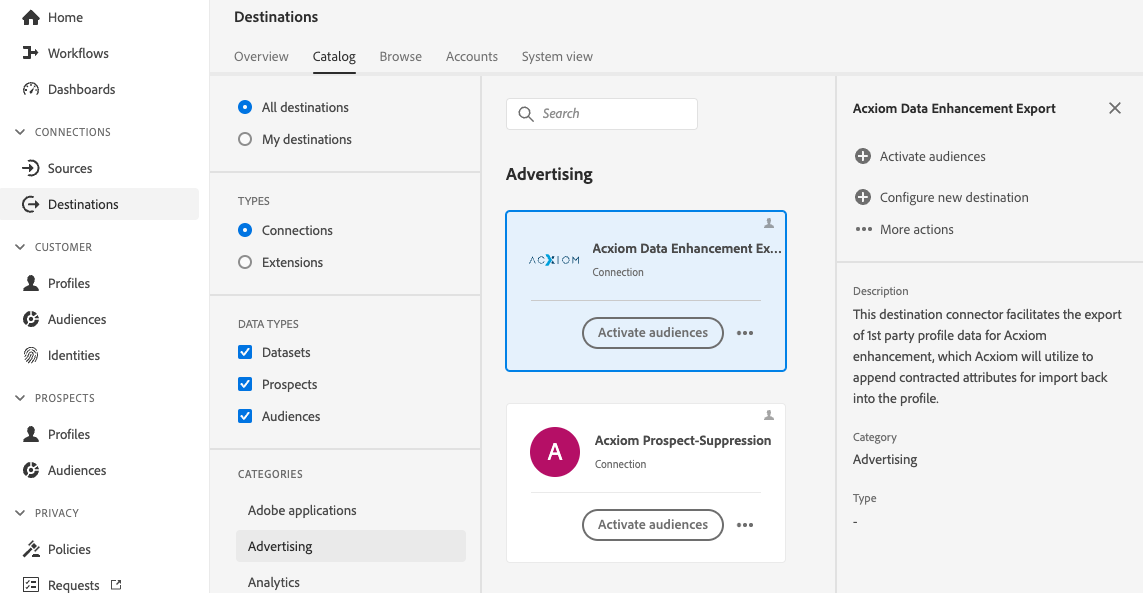 Home
Workflows
Dashboards
CONNECTIONS
Sources
Destinations
CUSTOMER
Profiles
Audiences
Identities
PROSPECTS
Profiles
Audiences
PRIVACY
Policies
Requests
Destinations
Overview
Catalog
Browse
Accounts
System view
All destinations
My destinations
TYPES
Connections
Extensions
DATA TYPES
Datasets
Prospects
Audiences
CATEGORIES
Adobe applications
Advertising
Analytics
Search
Advertising
ACXIOM
Acxiom Data Enhancement Ex...
Connection
Activate audiences
A
Acxiom Prospect-Suppression
Connection
Activate audiences
Acxiom Data Enhancement Export
Activate audiences
Configure new destination
More actions
Description
This destination connector facilitates the export
of 1st party profile data for Acxiom
enhancement, which Acxiom will utilize to
append contracted attributes for import back
into the profile.
Category
Advertising
Type
-